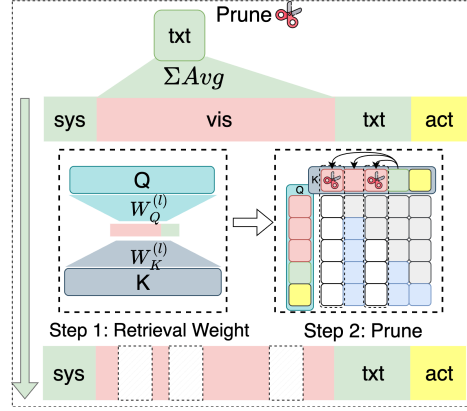 Prune
txt
ΣAvg
sys vis txt act
Q
W_Q^{(l)}
W_K^{(l)}
K
K
Q
Step 1: Retrieval Weight
Step 2: Prune
sys txt act